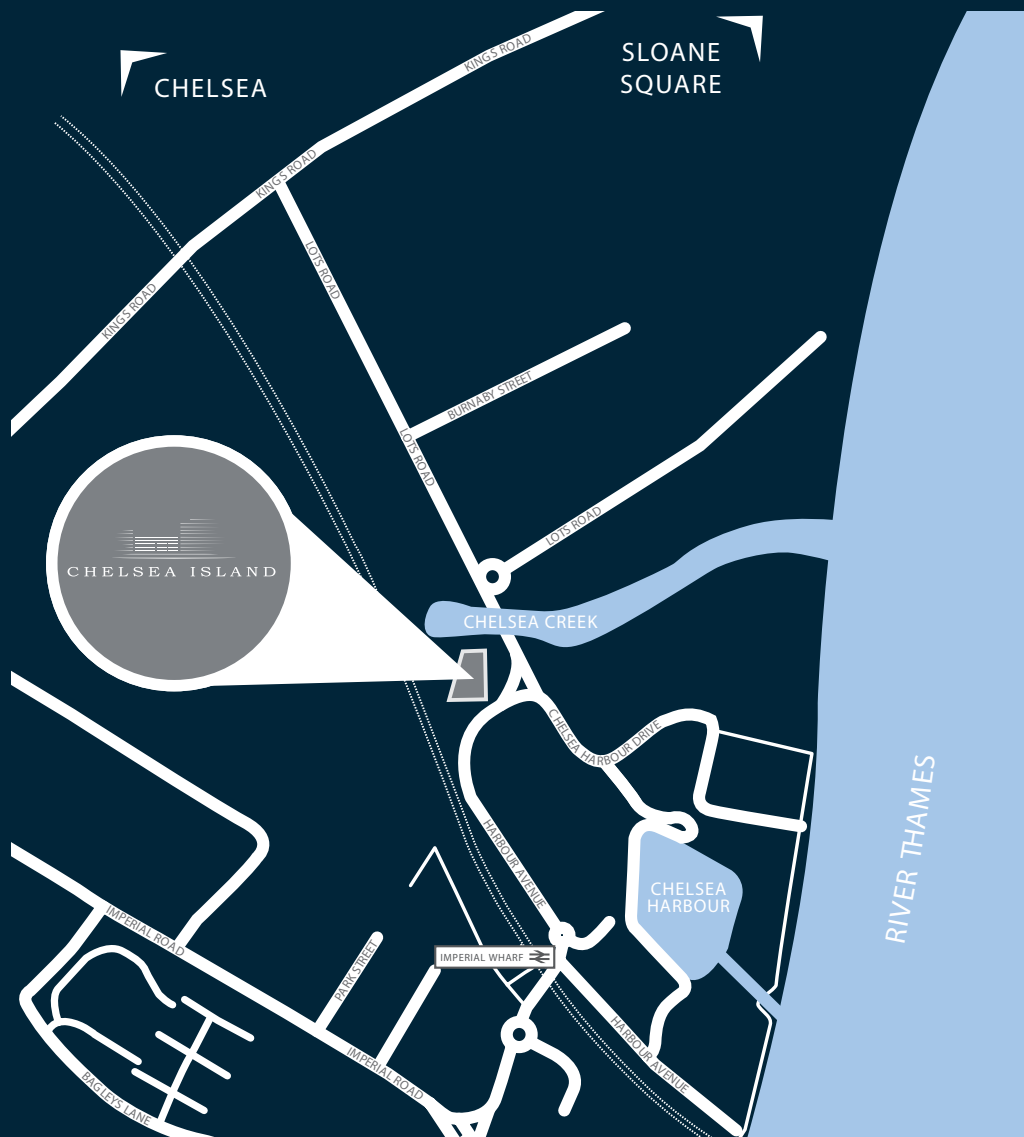 KINGS ROAD
SLOANE
SQUARE
CHELSEA
KINGS ROAD
LOTS ROAD
KINGS ROAD
BURNABY STREET
LOTS ROAD
LOTS ROAD
CHELSEA ISLAND
CHELSEA CREEK
CHELSEA HARBOUR DRIVE
RIVER THAMES
HARBOUR AVENUE
CHELSEA
HARBOUR
IMPERIAL ROAD
PARK STREET
IMPERIAL WHARF
HARBOUR AVENUE
IMPERIAL ROAD
BAGLEYS LANE